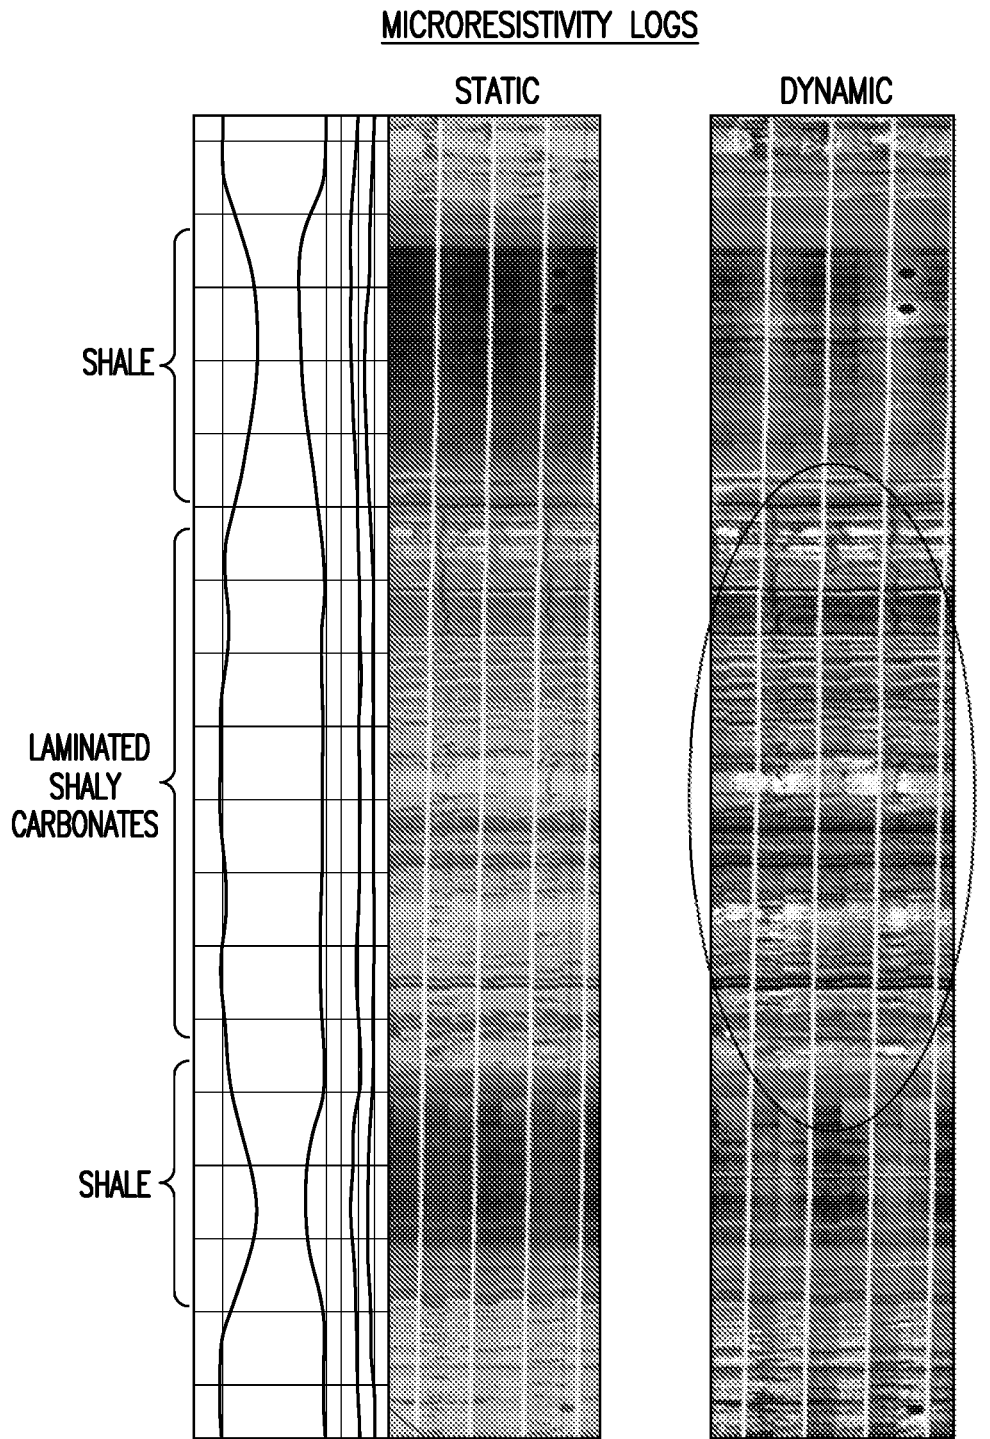 MICRORESISTIVITY LOGS
STATIC
DYNAMIC
SHALE
LAMINATED
SHALY
CARBONATES
SHALE